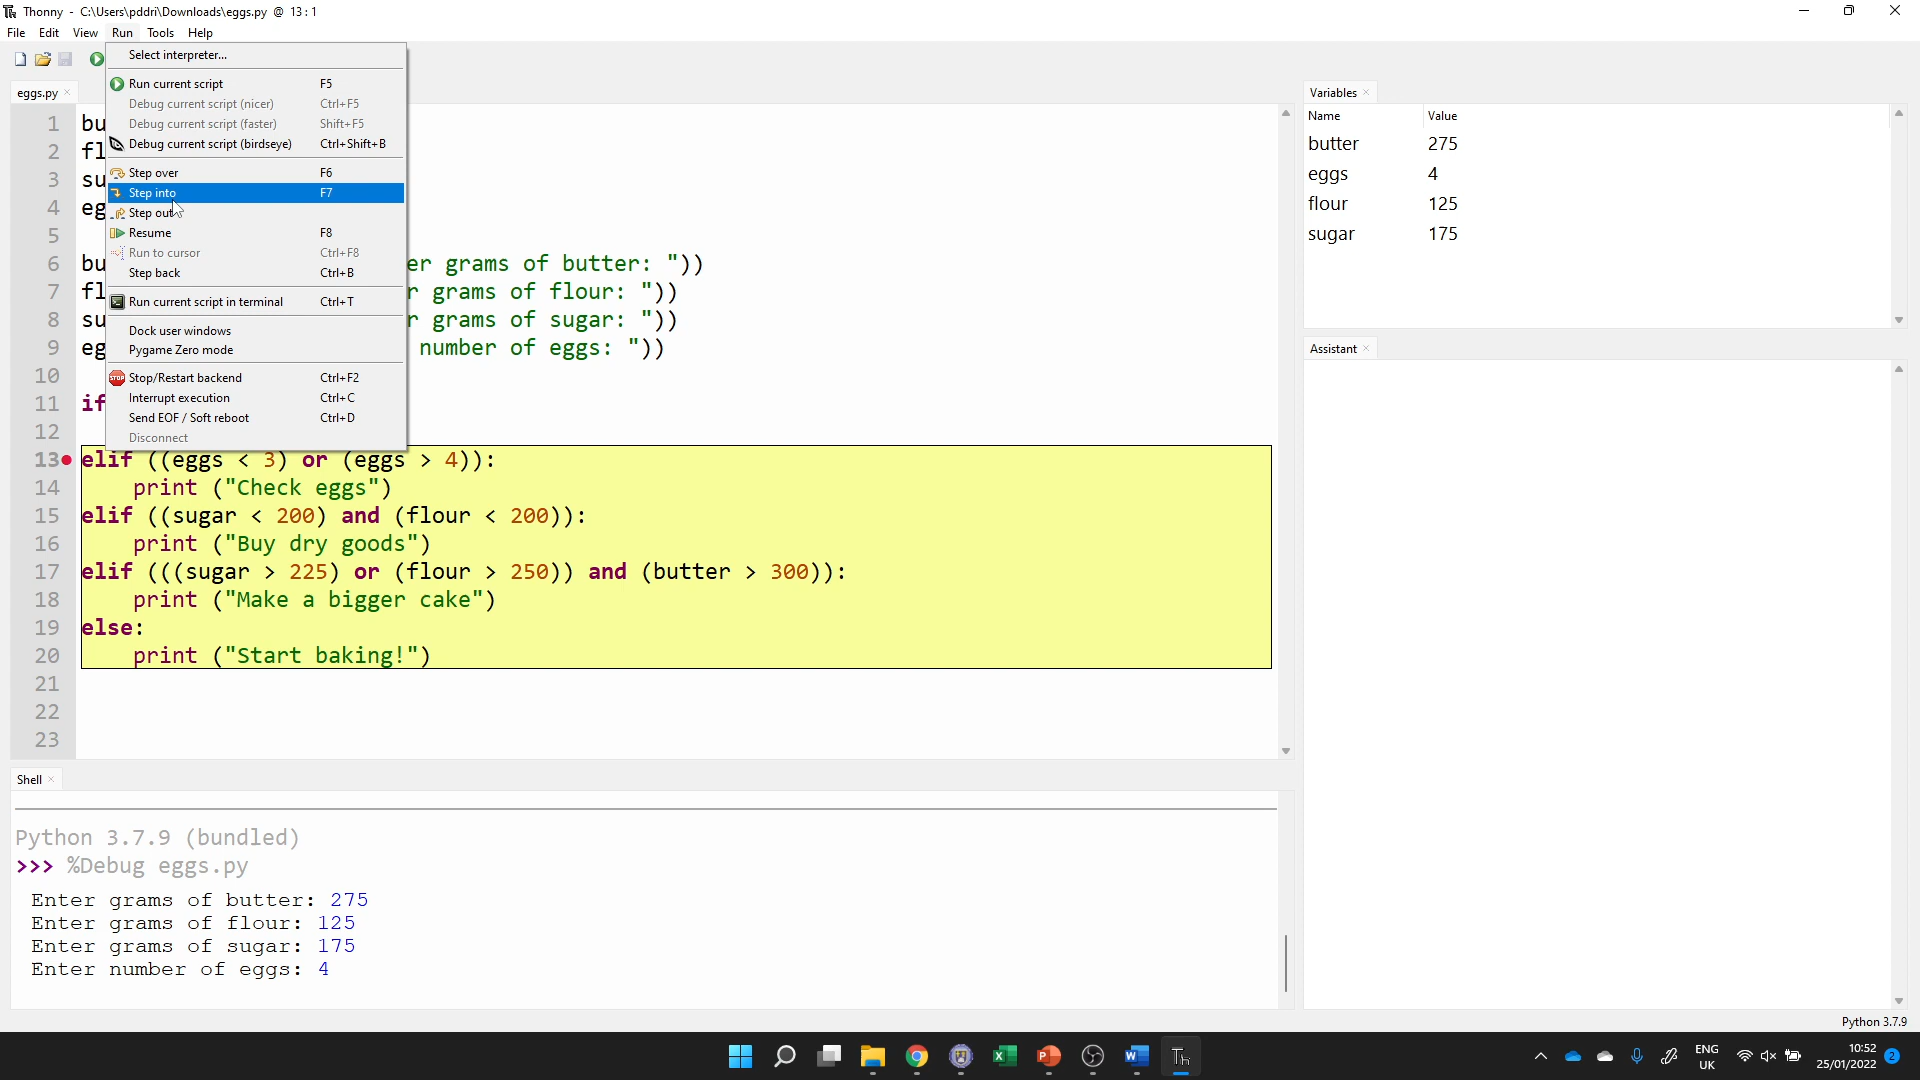 Thonny - C:\Users\pddri\Downloads\eggs.py @ 13 : 1
File Edit View Run Tools Help
Select interpreter...
eggs.py
Run current script F5
Debug current script (nicer) Ctrl+F5
Debug current script (faster) Shift+F5
Debug current script (birdseye) Ctrl+Shift+B
Step over F6
Step into F7
Step out
Resume F8
Run to cursor Ctrl+F8
Step back Ctrl+B
Run current script in terminal Ctrl+T
Dock user windows
Pygame Zero mode
Stop/Restart backend Ctrl+F2
Interrupt execution Ctrl+C
Send EOF / Soft reboot Ctrl+D
Disconnect
1 bu
2 fl
3 su
4 eg
5
6 bu er grams of butter: "))
7 fl r grams of flour: "))
8 su r grams of sugar: "))
9 eg number of eggs: "))
10
11 if
12
13 elif ((eggs < 3) or (eggs > 4)):
14 print ("Check eggs")
15 elif ((sugar < 200) and (flour < 200)):
16 print ("Buy dry goods")
17 elif (((sugar > 225) or (flour > 250)) and (butter > 300)):
18 print ("Make a bigger cake")
19 else:
20 print ("Start baking!")
21
22
23
Shell
Python 3.7.9 (bundled)
>>> %Debug eggs.py
Enter grams of butter: 275
Enter grams of flour: 125
Enter grams of sugar: 175
Enter number of eggs: 4
Variables
Name Value
butter 275
eggs 4
flour 125
sugar 175
Assistant
Python 3.7.9
ENG
UK
10:52
25/01/2022
2